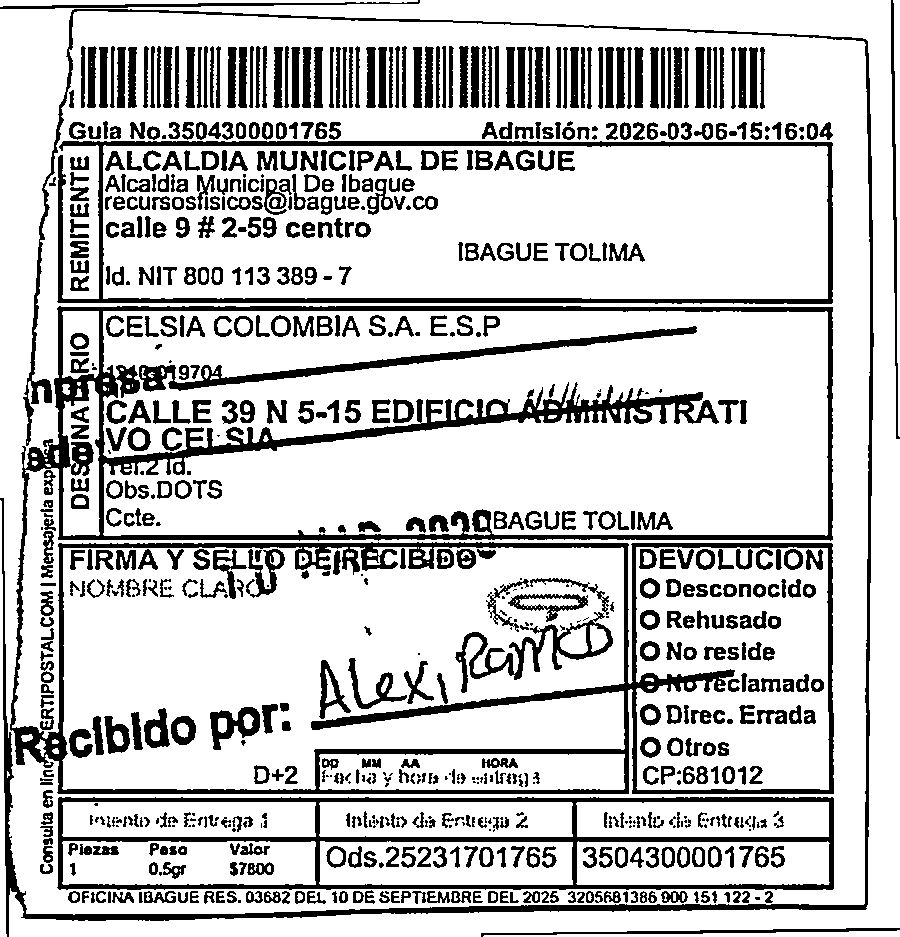 Guia No.3504300001765 Admisión: 2026-03-06-15:16:04
REMITENTE
ALCALDIA MUNICIPAL DE IBAGUE
Alcaldia Municipal De Ibague
recursosfisicos@ibague.gov.co
calle 9 # 2-59 centro
IBAGUE TOLIMA
Id. NIT 800 113 389 - 7
DESTINATARIO
CELSIA COLOMBIA S.A. E.S.P
CALLE 39 N 5-15 EDIFICIO ADMINISTRATI
VO CELSIA
Tel.2 Id.
Obs.DOTS
Ccte.
IBAGUE TOLIMA
FIRMA Y SELLO DE RECIBIDO
NOMBRE CLARO
Alexi
Recibido por:
D+2
DD MM AA HORA
Fecha y hora de entrega
DEVOLUCION
O Desconocido
O Rehusado
O No reside
O No reclamado
O Direc. Errada
O Otros
CP:681012
Intento de Entrega 1 Intento de Entrega 2 Intento de Entrega 3
Piezas Peso Valor
1 0.5gr $7800
Ods.25231701765 3504300001765
OFICINA IBAGUE RES. 03682 DEL 10 DE SEPTIEMBRE DEL 2025 3205681386 900 151 122 - 2
CERTIPOSTAL.COM | Mensajeria expresa